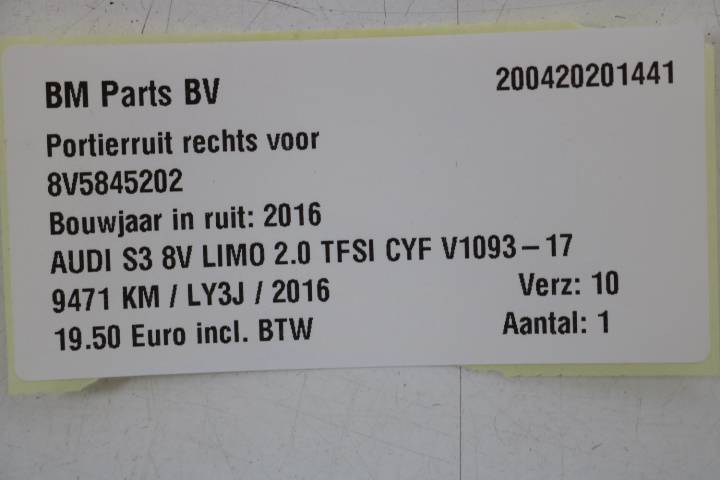 BM Parts BV 200420201441
Portierruit rechts voor
8V5845202
Bouwjaar in ruit: 2016
AUDI S3 8V LIMO 2.0 TFSI CYF V1093-17
9471 KM / LY3J / 2016 Verz: 10
19.50 Euro incl. BTW Aantal: 1